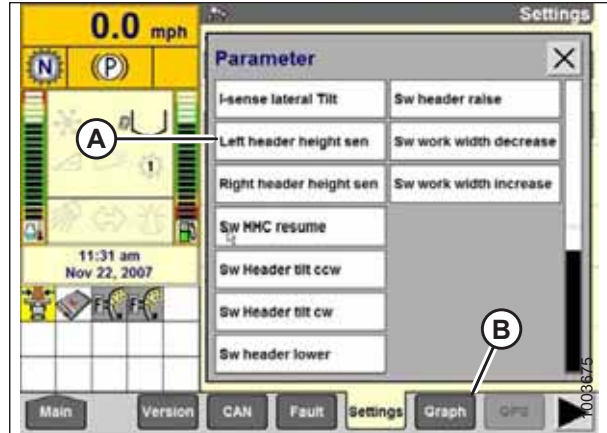 0.0 mph
Settings
N
(P)
Parameter
X
I-sense lateral Tilt
Sw header raise
A
Left header height sen
Sw work width decrease
Right header height sen
Sw work width increase
Sw HHC resume
11:31 am
Nov 22, 2007
Sw Header tilt ccw
Sw Header tilt cw
B
Sw header lower
F=
F=
1003675
Main
Version
CAN
Fault
Settings
Graph
GPS